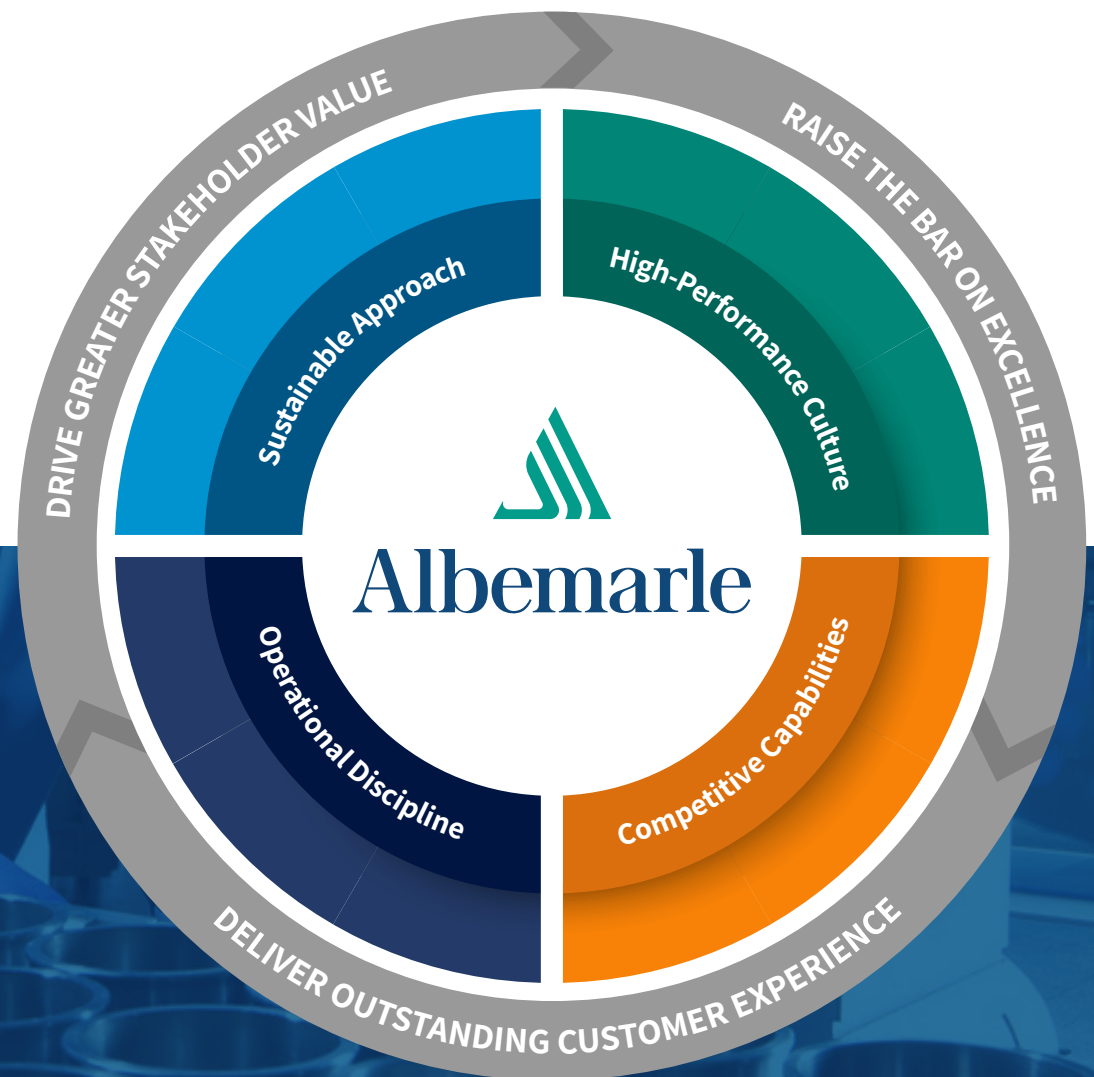 DRIVE GREATER STAKEHOLDER VALUE
RAISE THE BAR ON EXCELLENCE
Sustainable Approach
High-Performance Culture
Albemarle
Operational Discipline
Competitive Capabilities
DELIVER OUTSTANDING CUSTOMER EXPERIENCE